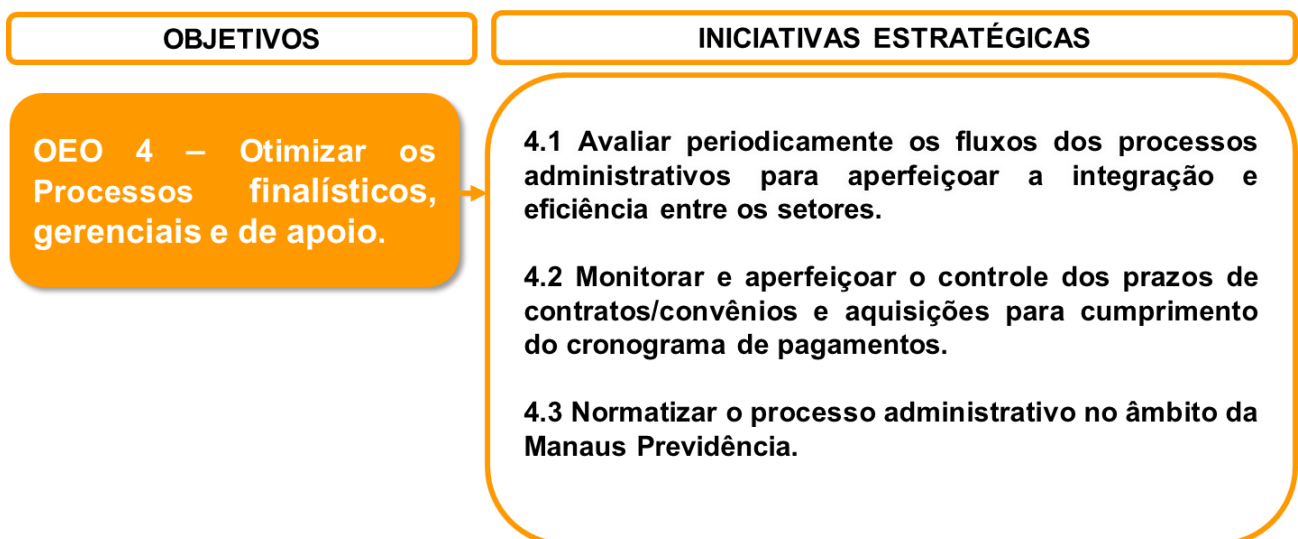 OBJETIVOS
INICIATIVAS ESTRATÉGICAS
OEO 4 – Otimizar os
Processos finalísticos,
gerenciais e de apoio.
4.1 Avaliar periodicamente os fluxos dos processos
administrativos para aperfeiçoar a integração e
eficiência entre os setores.
4.2 Monitorar e aperfeiçoar o controle dos prazos de
contratos/convênios e aquisições para cumprimento
do cronograma de pagamentos.
4.3 Normatizar o processo administrativo no âmbito da
Manaus Previdência.